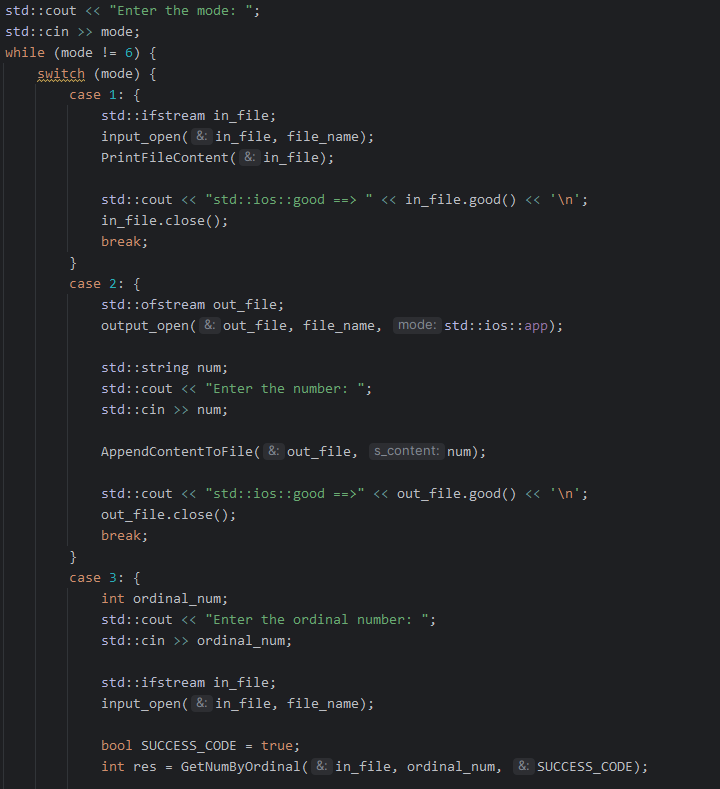 std::cout << "Enter the mode: ";
std::cin >> mode;
while (mode != 6) {
    switch (mode) {
        case 1: {
            std::ifstream in_file;
            input_open( &: in_file, file_name);
            PrintFileContent( &: in_file);

            std::cout << "std::ios::good ==> " << in_file.good() << '\n';
            in_file.close();
            break;
        }
        case 2: {
            std::ofstream out_file;
            output_open( &: out_file, file_name, mode: std::ios::app);

            std::string num;
            std::cout << "Enter the number: ";
            std::cin >> num;

            AppendContentToFile( &: out_file, s_content: num);

            std::cout << "std::ios::good ==>" << out_file.good() << '\n';
            out_file.close();
            break;
        }
        case 3: {
            int ordinal_num;
            std::cout << "Enter the ordinal number: ";
            std::cin >> ordinal_num;

            std::ifstream in_file;
            input_open( &: in_file, file_name);

            bool SUCCESS_CODE = true;
            int res = GetNumByOrdinal( &: in_file, ordinal_num, &: SUCCESS_CODE);